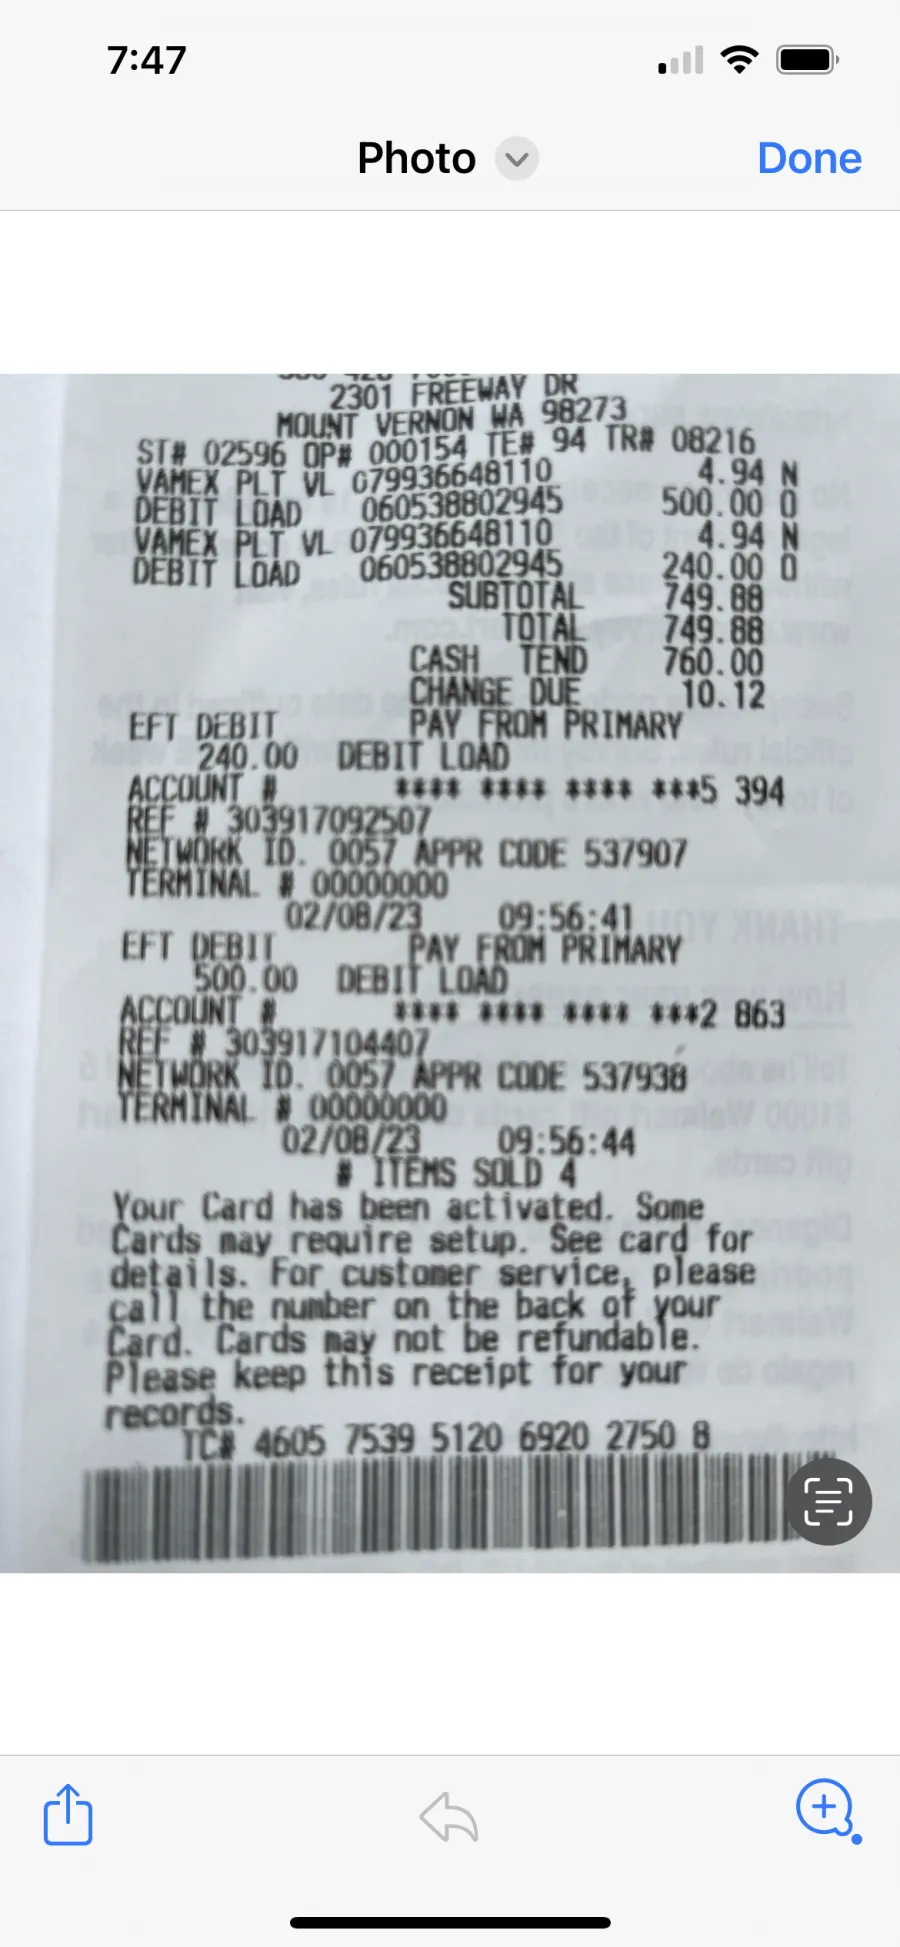 7:47
Photo
Done
2301 FREEWAY DR
MOUNT VERNON WA 98273
ST# 02596 OP# 000154 TE# 94 TR# 08216
VAMEX PLT VL 079936648110 4.94 N
DEBIT LOAD 060538802945 500.00 O
VAMEX PLT VL 079936648110 4.94 N
DEBIT LOAD 060538802945 240.00 O
SUBTOTAL 749.88
TOTAL 749.88
CASH TEND 760.00
CHANGE DUE 10.12
EFT DEBIT PAY FROM PRIMARY
240.00 DEBIT LOAD
ACCOUNT # **** **** **** ***5 394
REF # 303917092507
NETWORK ID. 0057 APPR CODE 537907
TERMINAL # 00000000
02/08/23 09:56:41
EFT DEBIT PAY FROM PRIMARY
500.00 DEBIT LOAD
ACCOUNT # **** **** **** ***2 863
REF # 303917104407
NETWORK ID. 0057 APPR CODE 537938
TERMINAL # 00000000
02/08/23 09:56:44
# ITEMS SOLD 4
Your Card has been activated. Some
Cards may require setup. See card for
details. For customer service, please
call the number on the back of your
Card. Cards may not be refundable.
Please keep this receipt for your
records.
TC# 4605 7539 5120 6920 2750 8